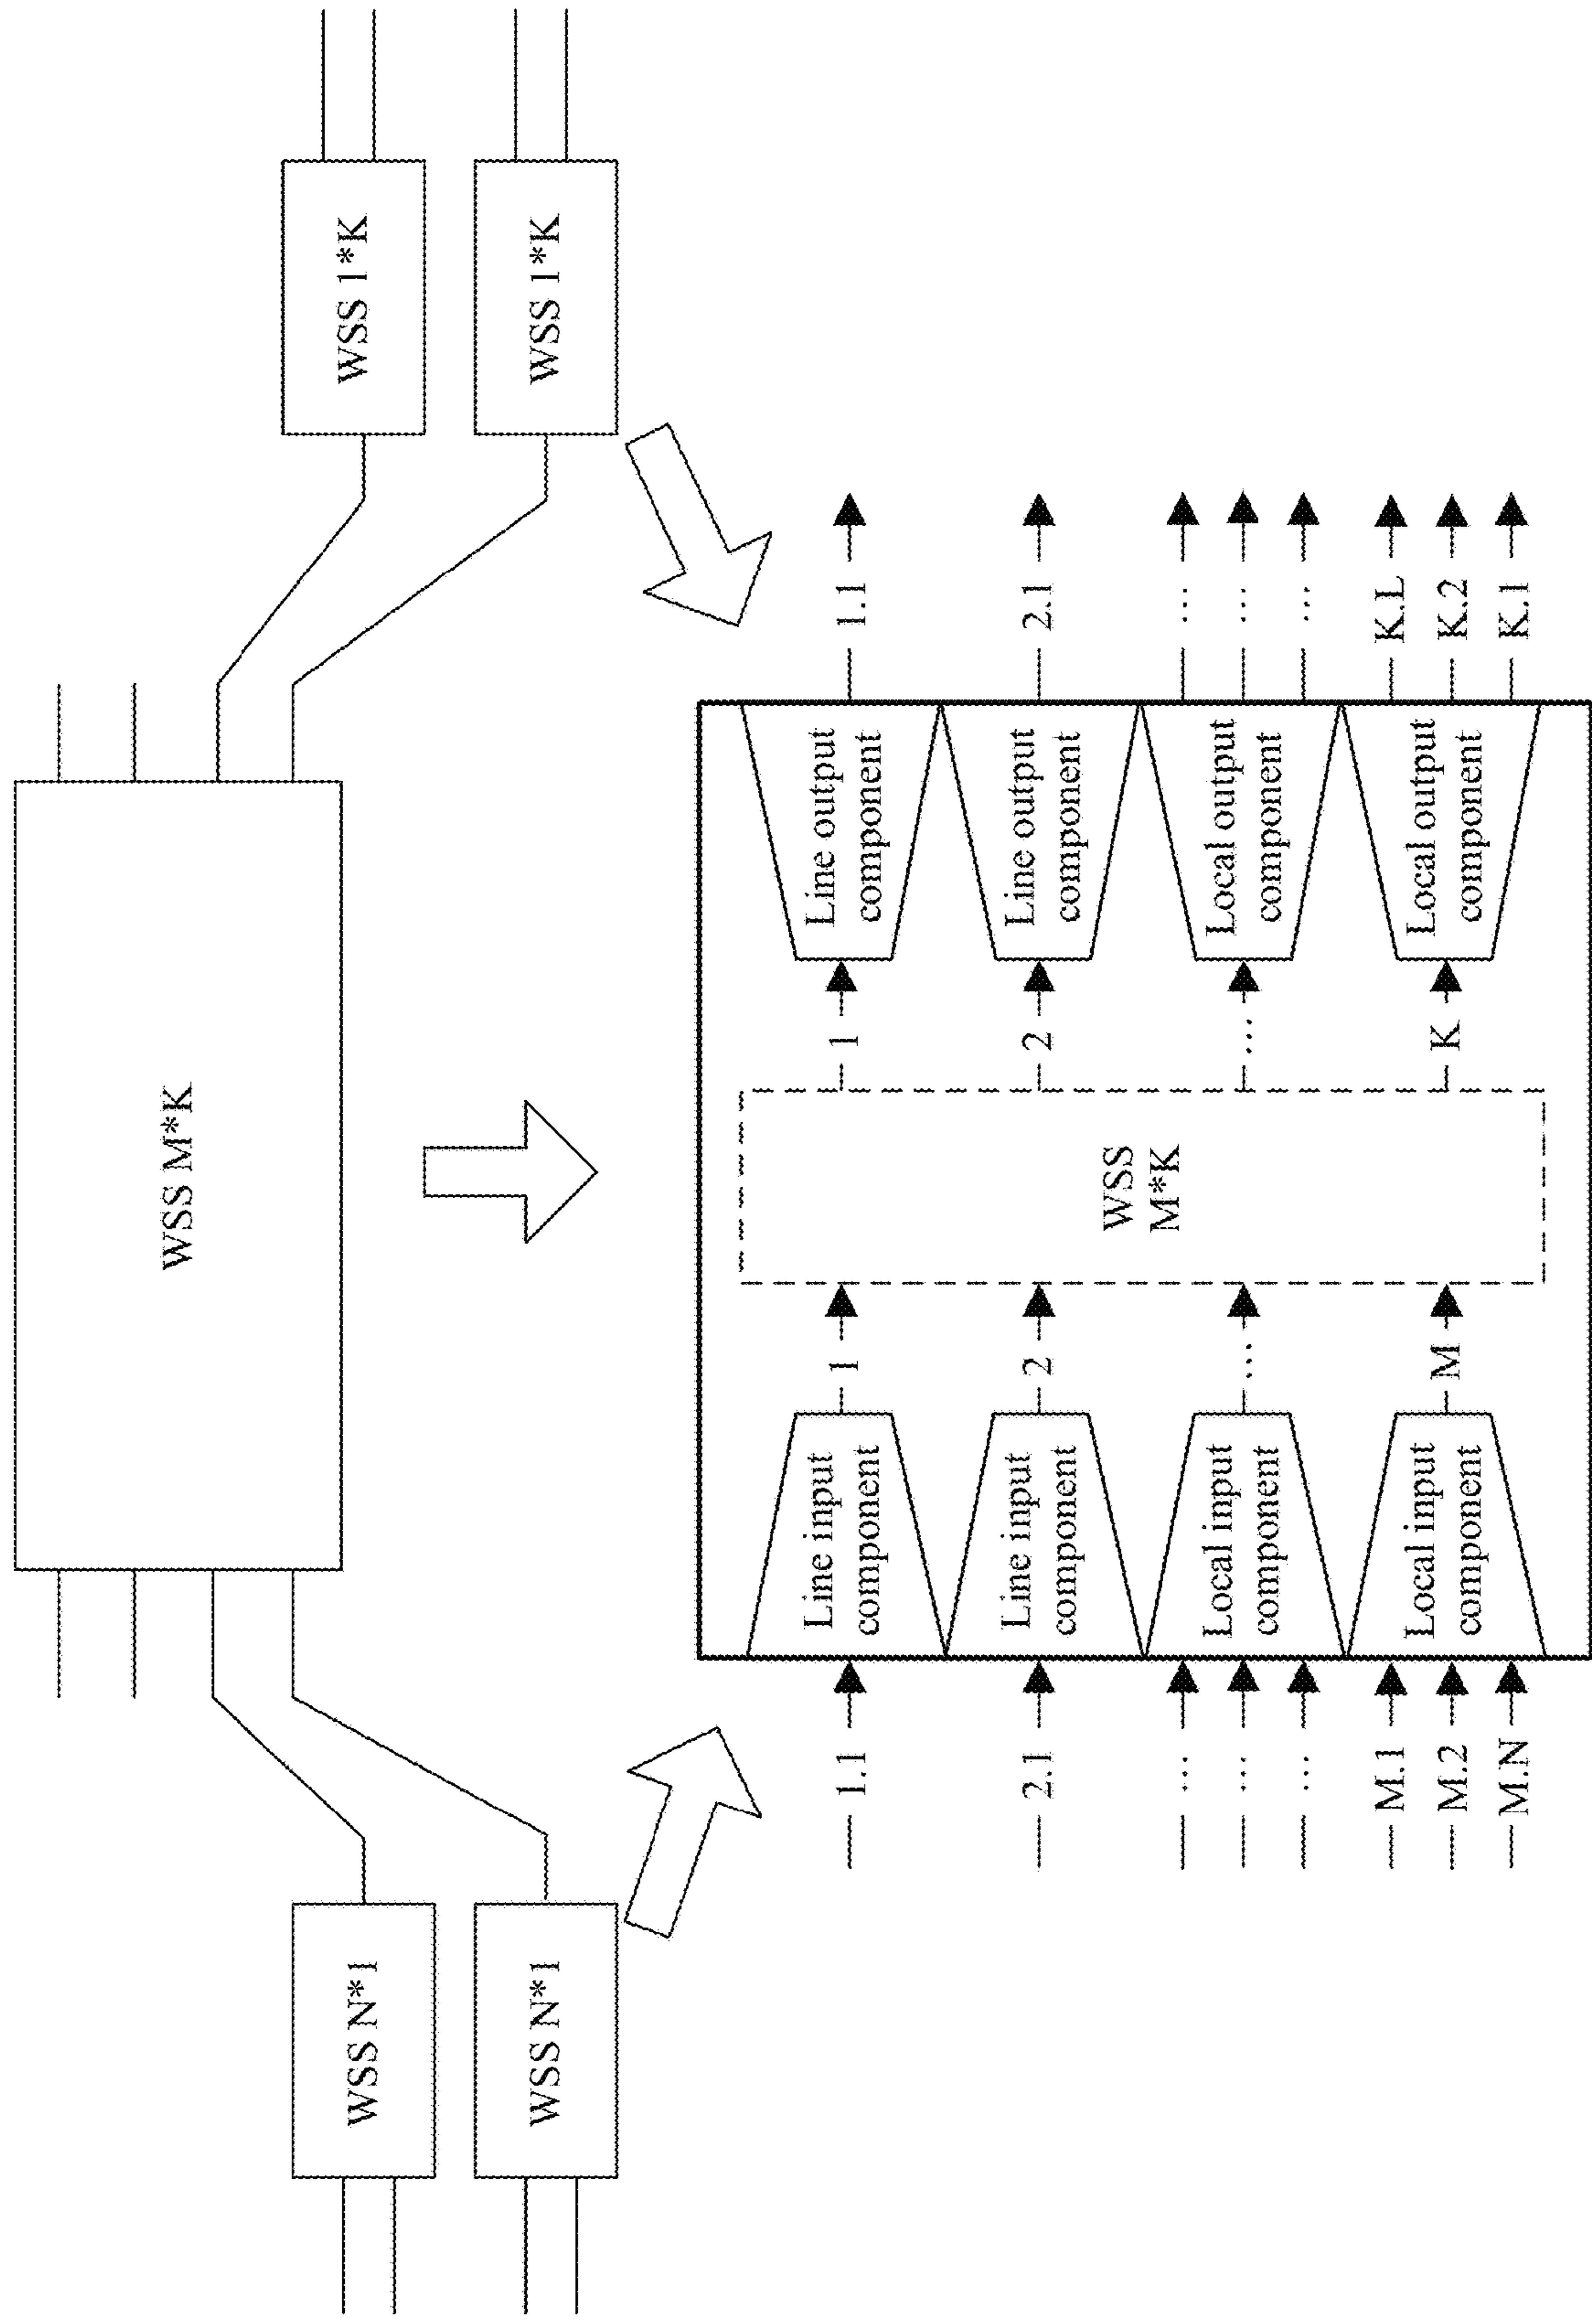 WSS M*K
WSS N*1
WSS N*1
WSS 1*K
WSS 1*K
1.1
Line input
component
1
2.1
Line input
component
2
…
…
…
Local input
component
…
M.1
M.2
M.N
Local input
component
M
WSS
M*K
1
Line output
component
1.1
2
Line output
component
2.1
…
Local output
component
…
…
…
K
Local output
component
K.L
K.2
K.1